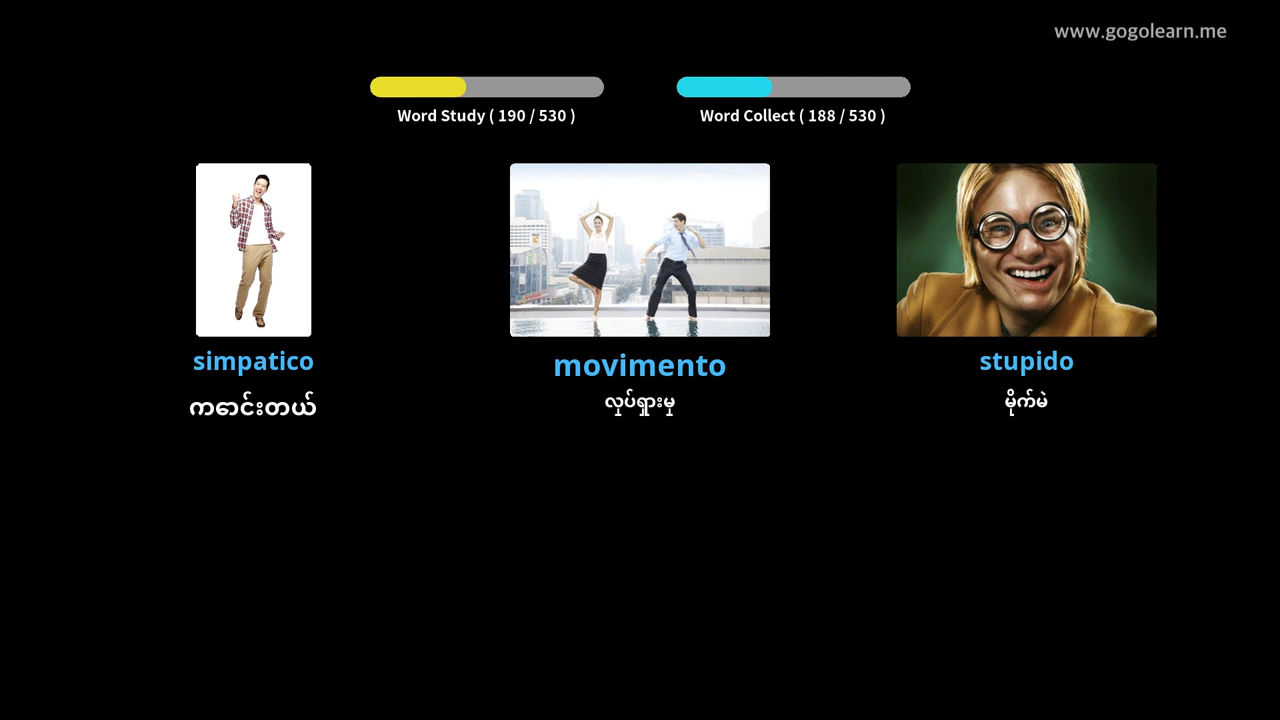 www.gogolearn.me
Word Study ( 190 / 530 )
Word Collect ( 188 / 530 )
simpatico
movimento
stupido
ကောင်းတယ်
လှုပ်ရှားမှု
မိုက်မဲ